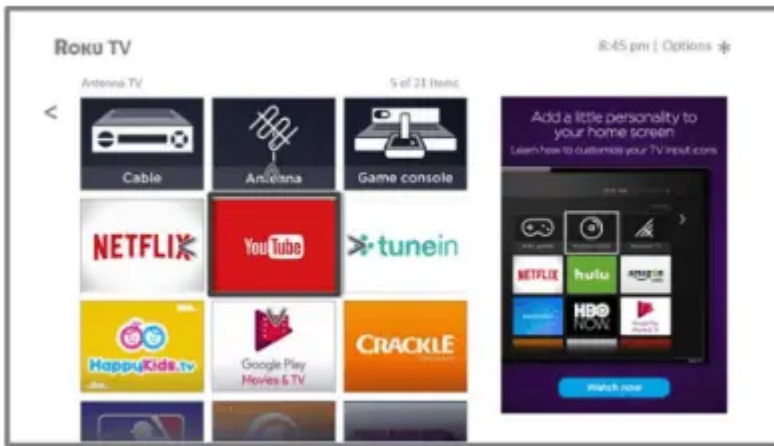 Roku TV
8:45 pm | Options
Antenna TV
5 of 21 Items
Cable
Antenna
Game console
NETFLIX
YouTube
tunein
HappyKids.tv
Google Play
Movies & TV
CRACKLE
Add a little personality to
your home screen
Learn how to customize your TV input icons
NETFLIX
hulu
amazon
HBO
NOW
Google Play
Watch now